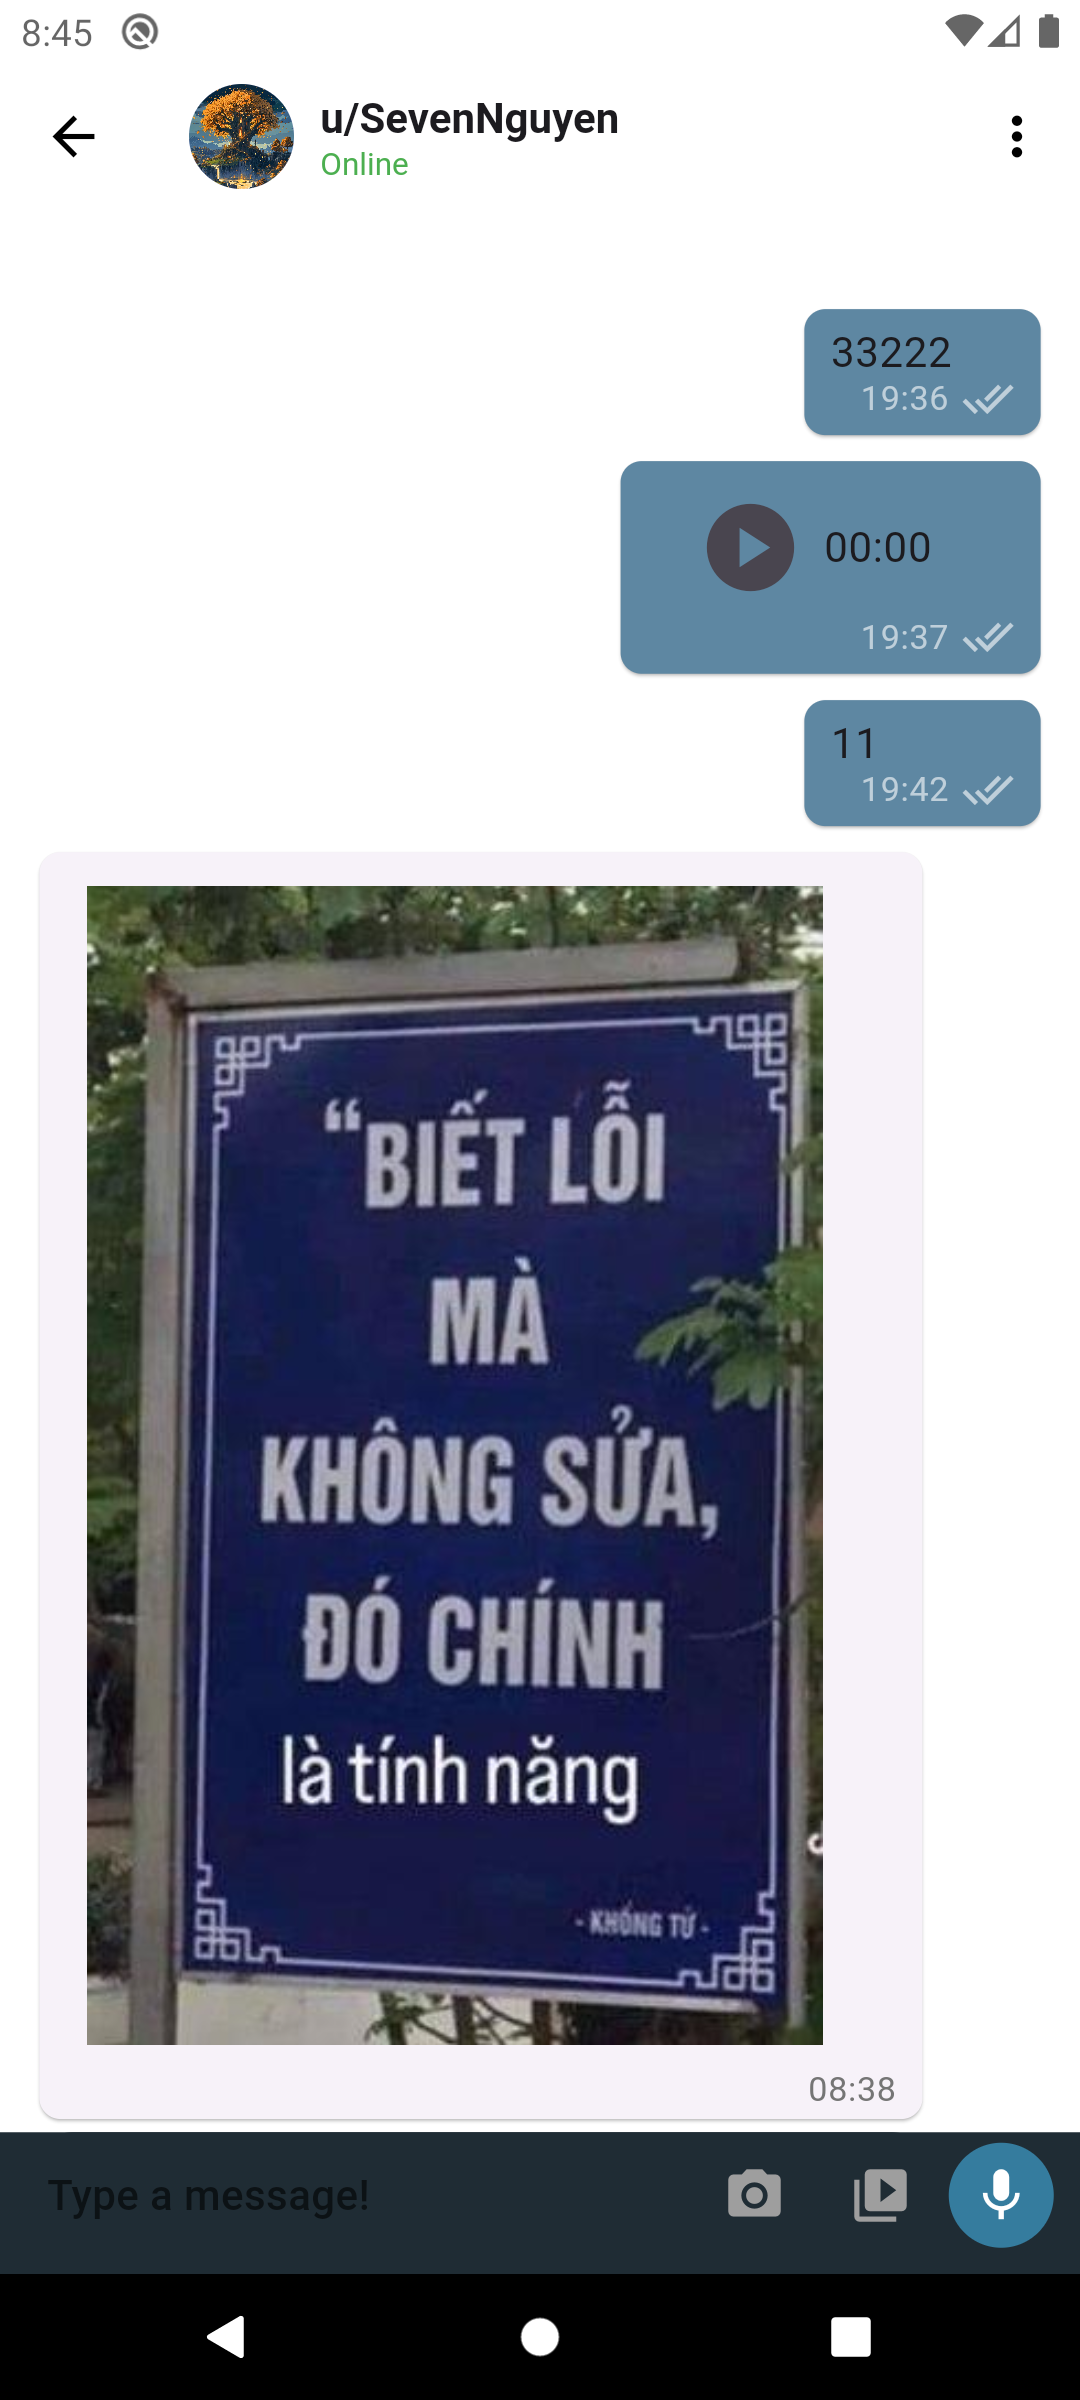 8:45
u/SevenNguyen
Online
33222
19:36
00:00
19:37
11
19:42
“BIẾT LỖI
MÀ
KHÔNG SỬA,
ĐÓ CHÍNH
là tính năng
- KHỔNG TỬ -
08:38
Type a message!